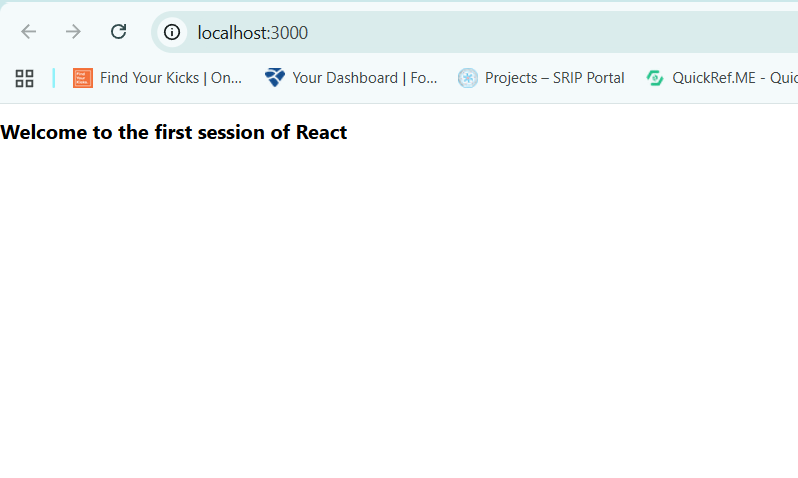 localhost:3000
Find Your Kicks | On... Your Dashboard | Fo... Projects – SRIP Portal QuickRef.ME - Quic
Welcome to the first session of React